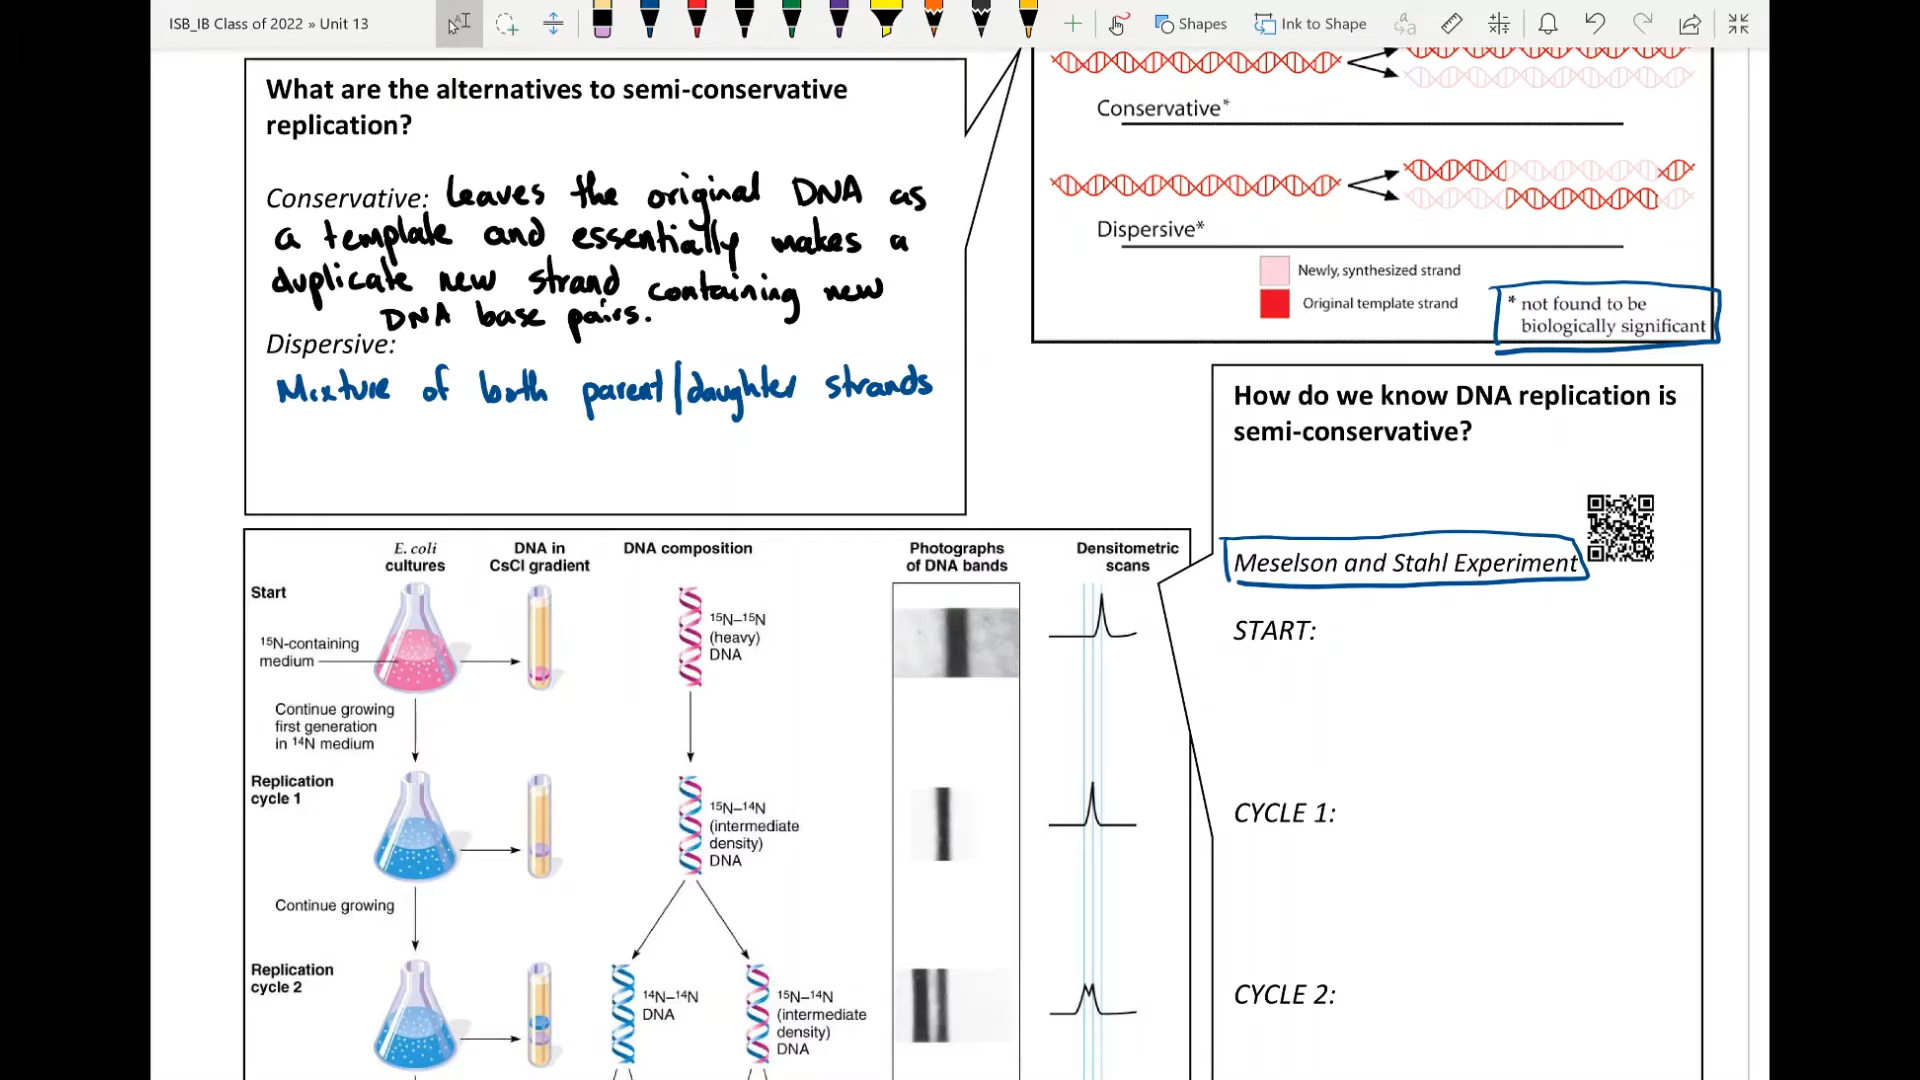 ISB_IB Class of 2022 » Unit 13
Shapes
Ink to Shape
What are the alternatives to semi-conservative
replication?
Conservative: leaves the original DNA as
a template and essentially makes a
duplicate new strand containing new
DNA base pairs.
Dispersive:
Mixture of both parent/daughter strands
Conservative*
Dispersive*
Newly, synthesized strand
Original template strand
* not found to be
biologically significant
How do we know DNA replication is
semi-conservative?
Meselson and Stahl Experiment
START:
CYCLE 1:
CYCLE 2:
E. coli
cultures
DNA in
CsCl gradient
DNA composition
Photographs
of DNA bands
Densitometric
scans
Start
15N-containing
medium
15N–15N
(heavy)
DNA
Continue growing
first generation
in 14N medium
Replication
cycle 1
15N–14N
(intermediate
density)
DNA
Continue growing
Replication
cycle 2
14N–14N
DNA
15N–14N
(intermediate
density)
DNA